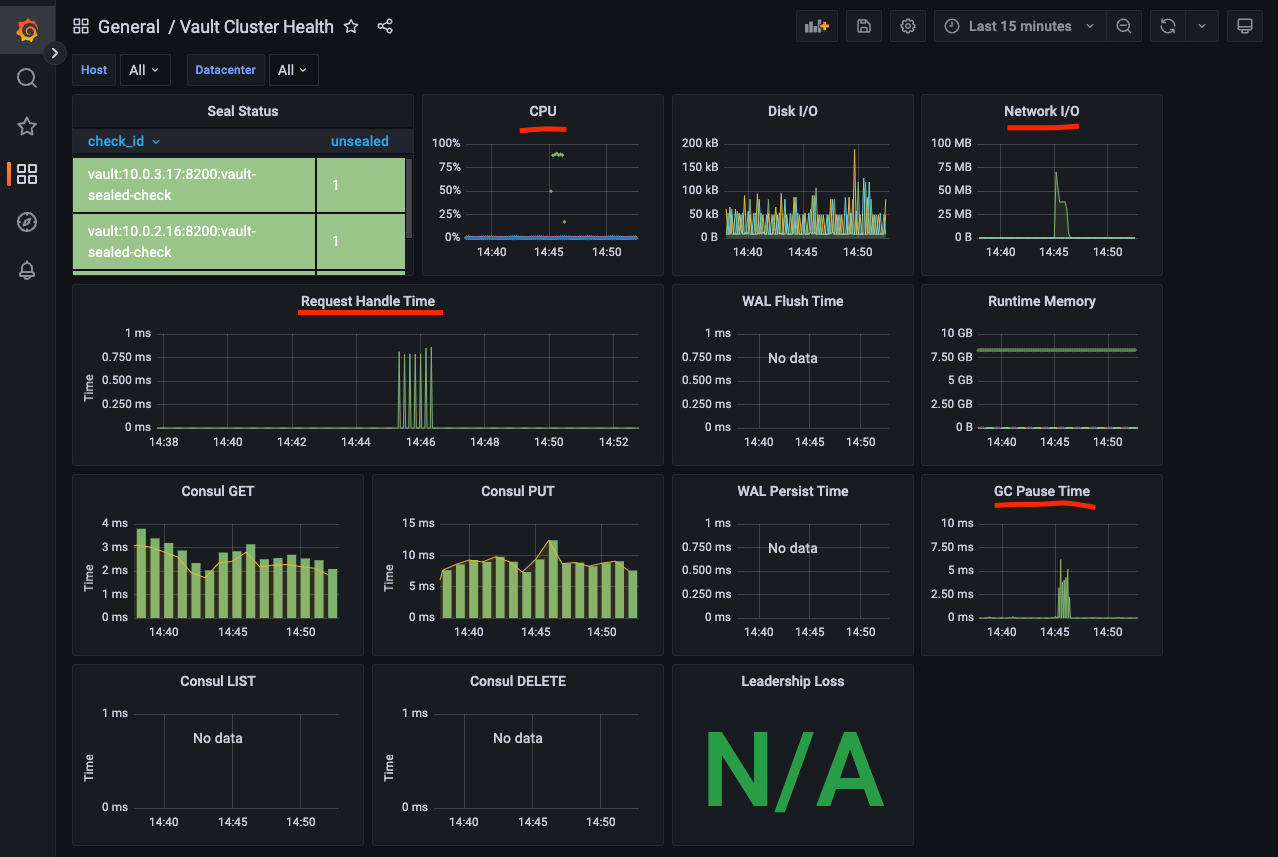 General / Vault Cluster Health
Last 15 minutes
Host All Datacenter All
Seal Status
check_id unsealed
vault:10.0.3.17:8200:vault-
sealed-check
1
vault:10.0.2.16:8200:vault-
sealed-check
1
CPU
100%
75%
50%
25%
0%
14:40 14:45 14:50
Disk I/O
200 kB
150 kB
100 kB
50 kB
0 B
14:40 14:45 14:50
Network I/O
100 MB
75 MB
50 MB
25 MB
0 B
14:40 14:45 14:50
Request Handle Time
Time
1 ms
0.750 ms
0.500 ms
0.250 ms
0 ms
14:38 14:40 14:42 14:44 14:46 14:48 14:50 14:52
WAL Flush Time
1 ms
0.750 ms
0.500 ms
0.250 ms
0 ms
No data
14:40 14:45 14:50
Runtime Memory
10 GB
7.50 GB
5 GB
2.50 GB
0 B
14:40 14:45 14:50
Consul GET
Time
4 ms
3 ms
2 ms
1 ms
0 ms
14:40 14:45 14:50
Consul PUT
Time
15 ms
10 ms
5 ms
0 ms
14:40 14:45 14:50
WAL Persist Time
1 ms
0.750 ms
0.500 ms
0.250 ms
0 ms
No data
14:40 14:45 14:50
GC Pause Time
10 ms
7.50 ms
5 ms
2.50 ms
0 ms
14:40 14:45 14:50
Consul LIST
Time
1 ms
No data
0 ms
14:40 14:45 14:50
Consul DELETE
Time
1 ms
No data
0 ms
14:40 14:45 14:50
Leadership Loss
N/A